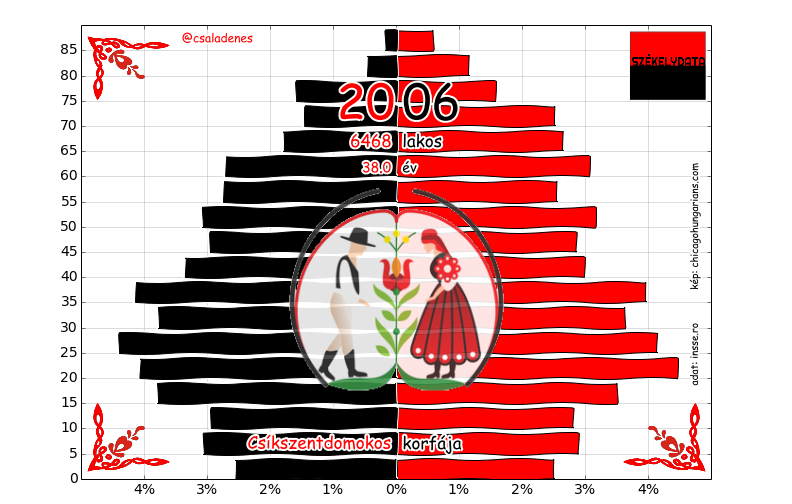 @csaladenes
SZÉKELYDATA
2006
6468 lakos
38.0 év
kép: chicagohungarians.com
adat: insse.ro
Csíkszentdomokos korfája
85
80
75
70
65
60
55
50
45
40
35
30
25
20
15
10
5
0
4% 3% 2% 1% 0% 1% 2% 3% 4%